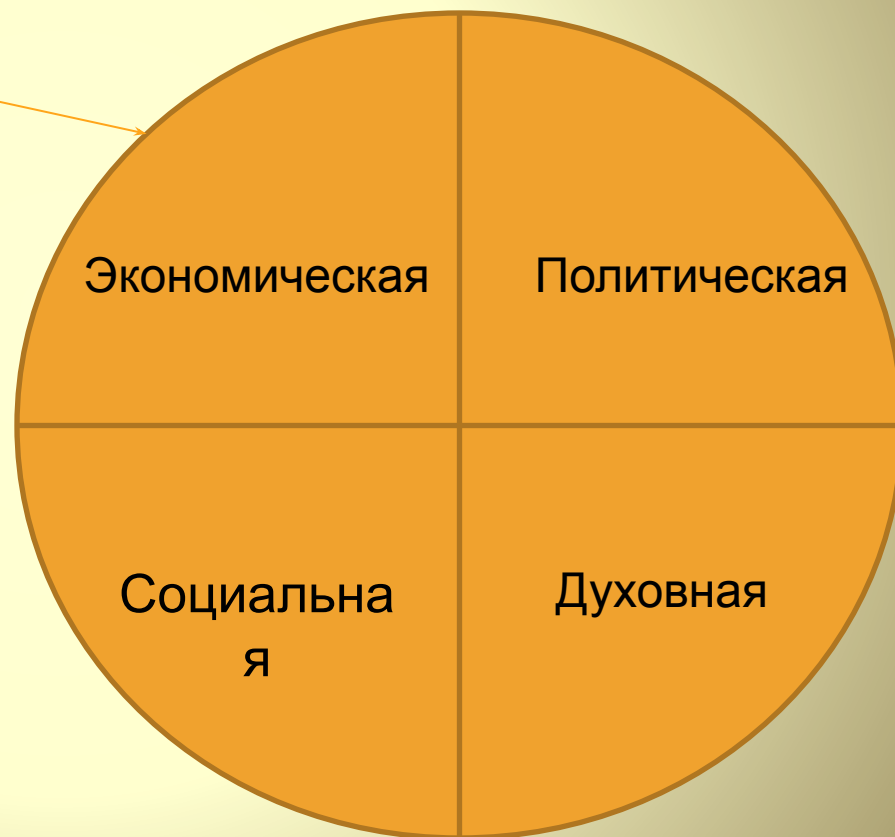 Экономическая
Политическая
Социальна
я
Духовная